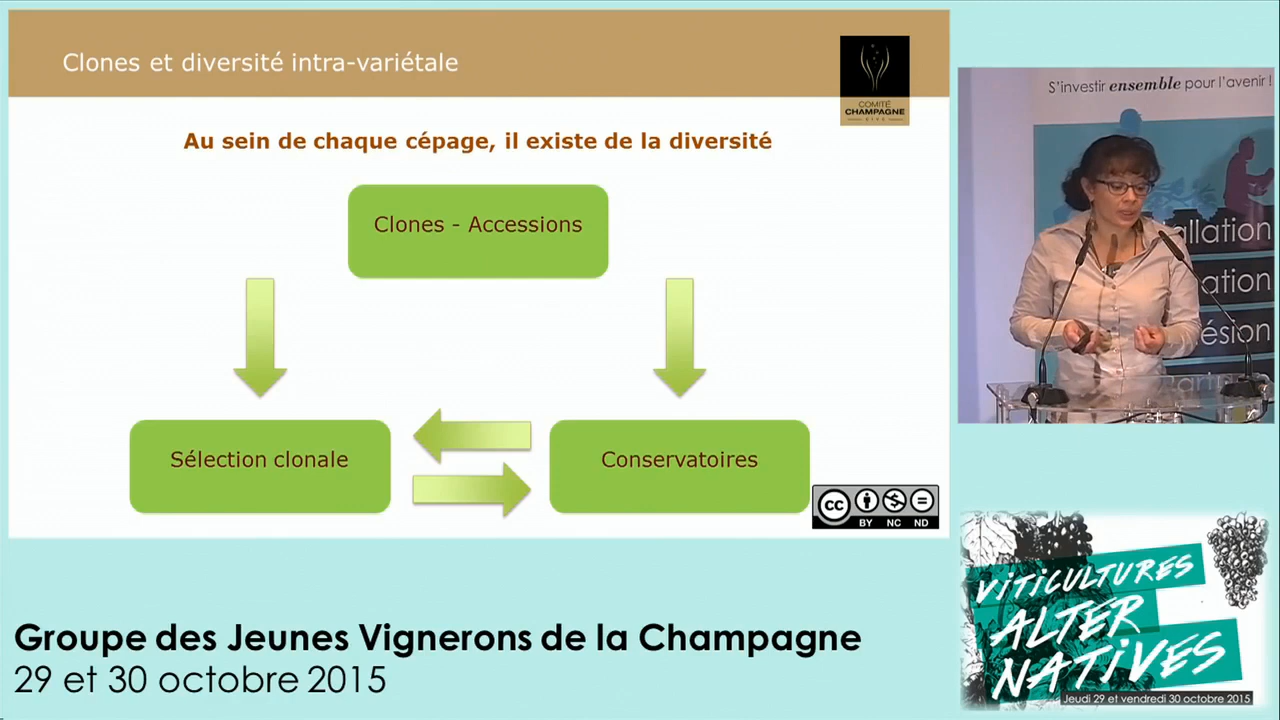 Clones et diversité intra-variétale
COMITÉ
CHAMPAGNE
Au sein de chaque cépage, il existe de la diversité
Clones - Accessions
Sélection clonale
Conservatoires
cc
BY NC ND
S'investir ensemble pour l'avenir !
allation
ation
ésion
Groupe des Jeunes Vignerons de la Champagne
29 et 30 octobre 2015
VITICULTURES
ALTER
NATIVES
Jeudi 29 et vendredi 30 octobre 2015